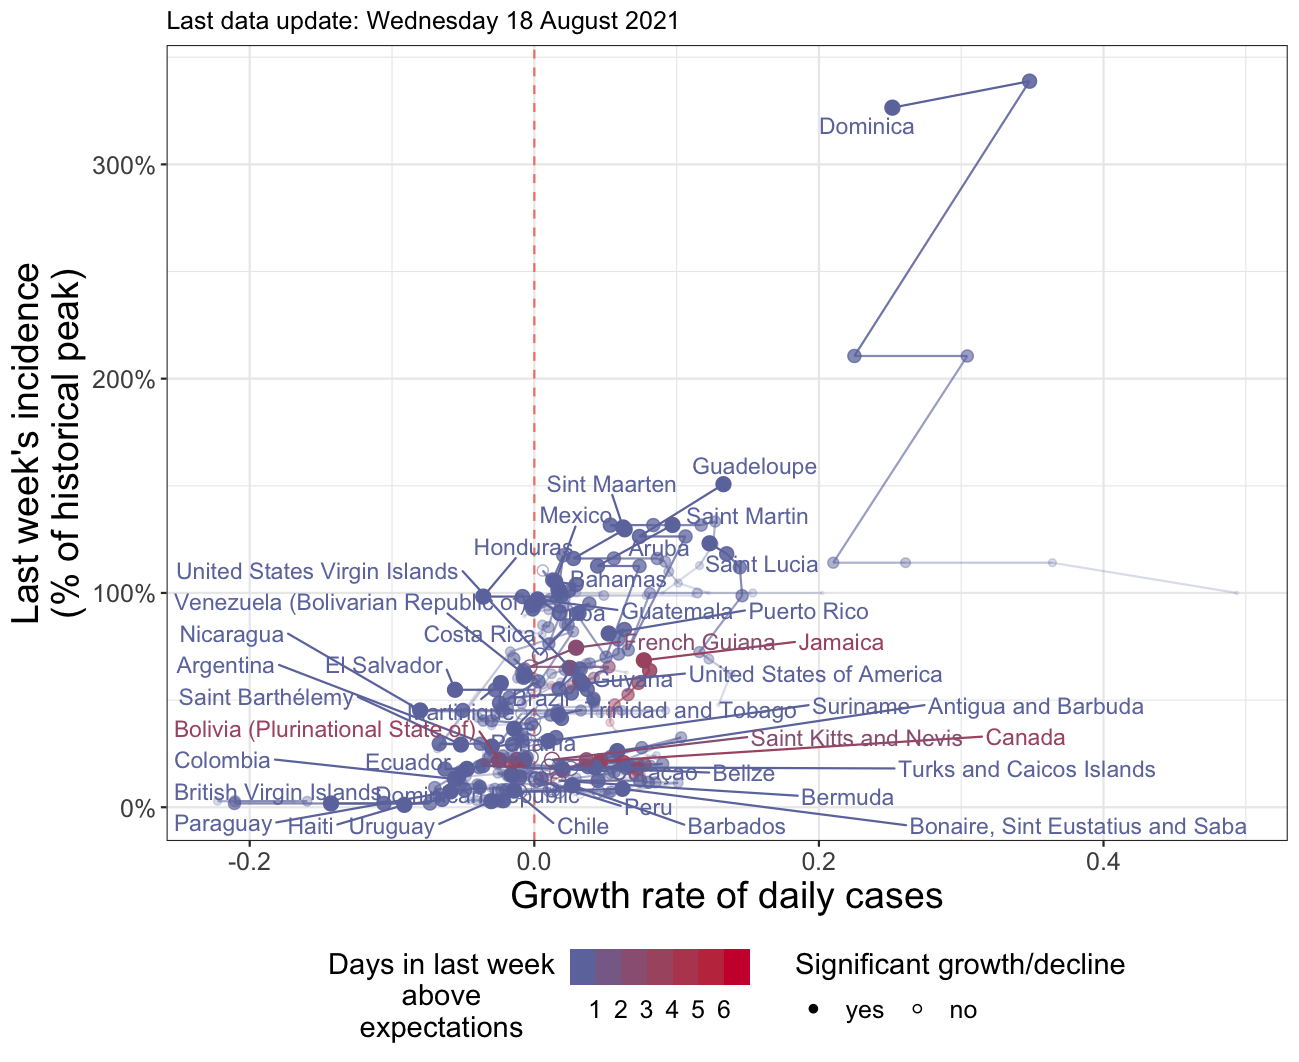 Last data update: Wednesday 18 August 2021
Last week's incidence
(% of historical peak)
300%
200%
100%
0%
Dominica
Guadeloupe
Sint Maarten
Mexico
Saint Martin
Honduras
Aruba
Saint Lucia
United States Virgin Islands
Bahamas
Venezuela (Bolivarian Republic of)
Guatemala
Puerto Rico
Nicaragua
Costa Rica
French Guiana
Jamaica
Argentina
El Salvador
Guyana
United States of America
Saint Barthélemy
Martinique
Brazil
Trinidad and Tobago
Suriname
Antigua and Barbuda
Bolivia (Plurinational State of)
Panama
Saint Kitts and Nevis
Canada
Colombia
Ecuador
Belize
Turks and Caicos Islands
British Virgin Islands
Dominican Republic
Peru
Bermuda
Paraguay
Haiti
Uruguay
Chile
Barbados
Bonaire, Sint Eustatius and Saba
-0.2
0.0
0.2
0.4
Growth rate of daily cases
Days in last week
above
expectations
1 2 3 4 5 6
Significant growth/decline
yes
no